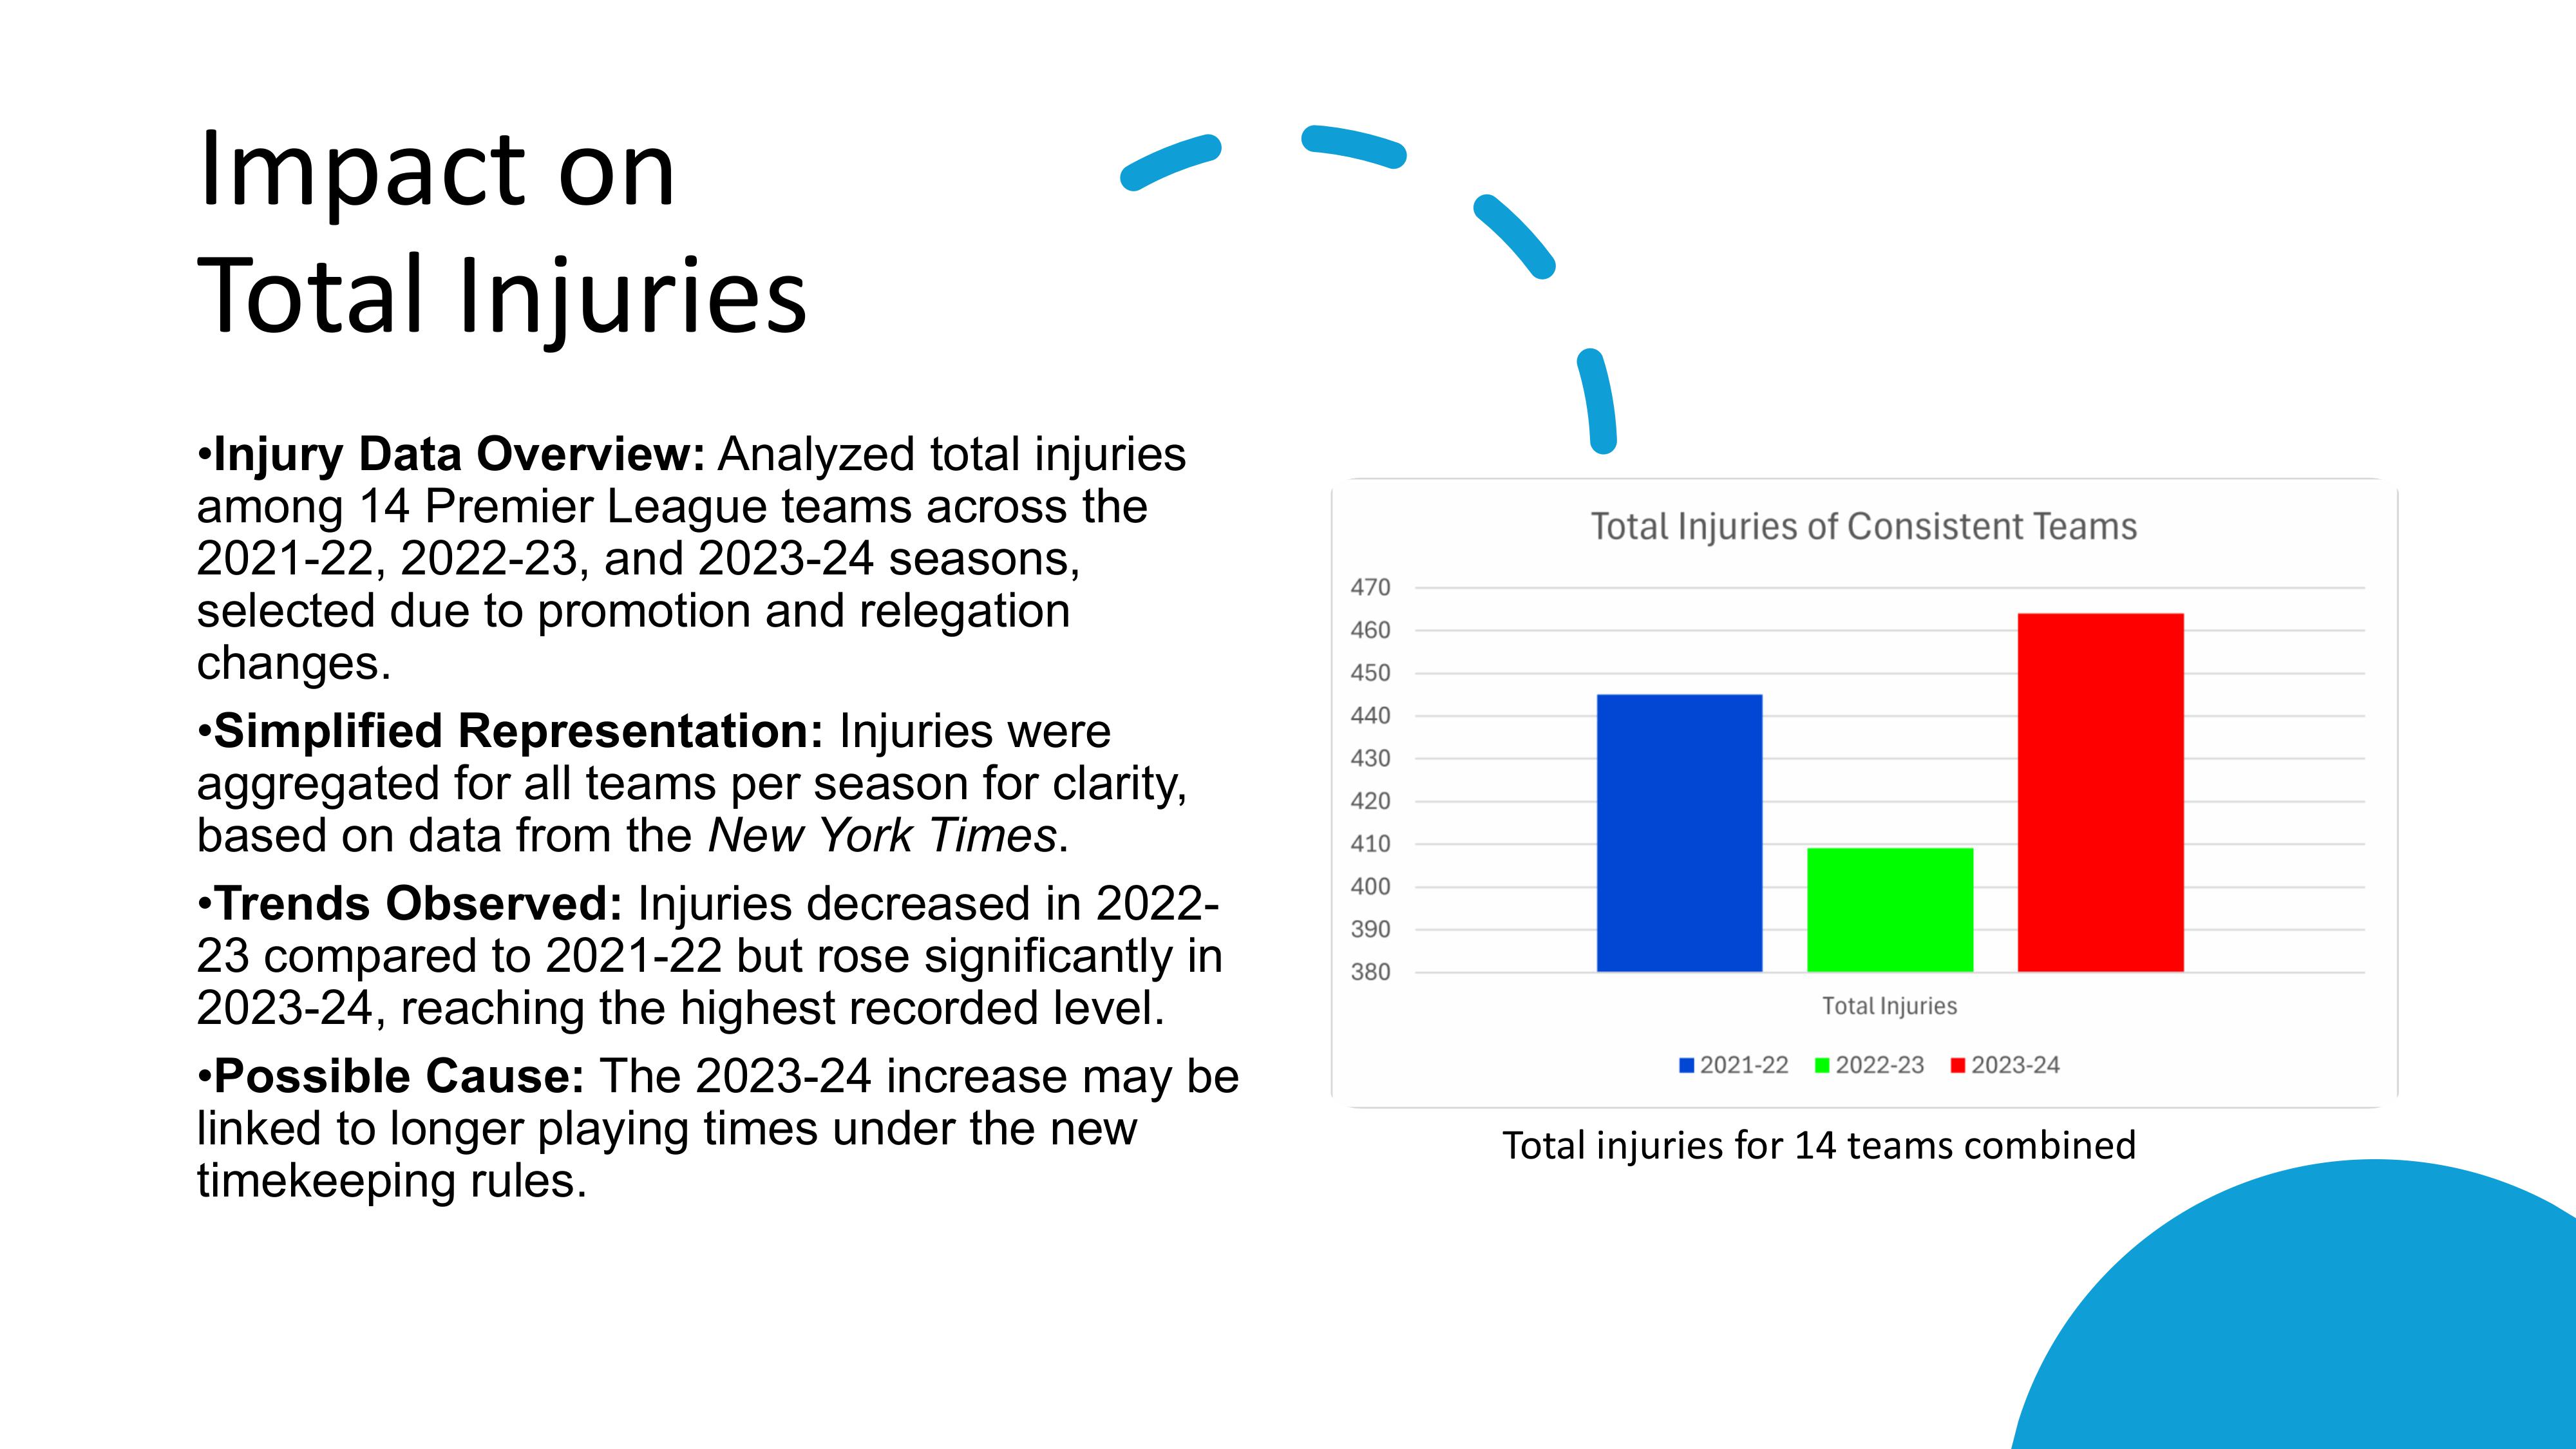 Impact on
Total Injuries
•Injury Data Overview: Analyzed total injuries
among 14 Premier League teams across the
2021-22, 2022-23, and 2023-24 seasons,
selected due to promotion and relegation
changes.
•Simplified Representation: Injuries were
aggregated for all teams per season for clarity,
based on data from the New York Times.
•Trends Observed: Injuries decreased in 2022-
23 compared to 2021-22 but rose significantly in
2023-24, reaching the highest recorded level.
•Possible Cause: The 2023-24 increase may be
linked to longer playing times under the new
timekeeping rules.
Total Injuries of Consistent Teams
470
460
450
440
430
420
410
400
390
380
Total Injuries
2021-22 2022-23 2023-24
Total injuries for 14 teams combined